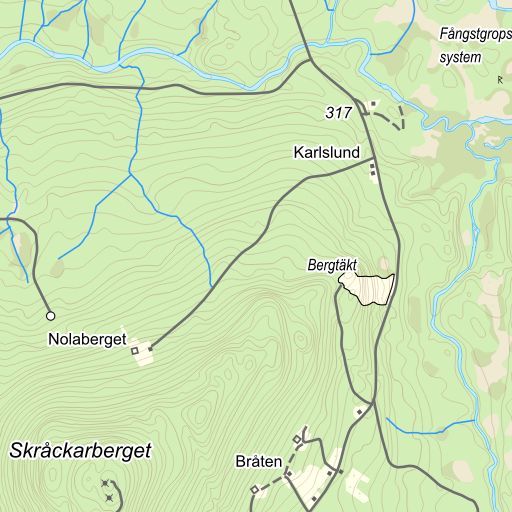 Fångstgrops
system
317
Karlslund
Bergtäkt
R
Nolaberget
Skråckarberget
Bråten